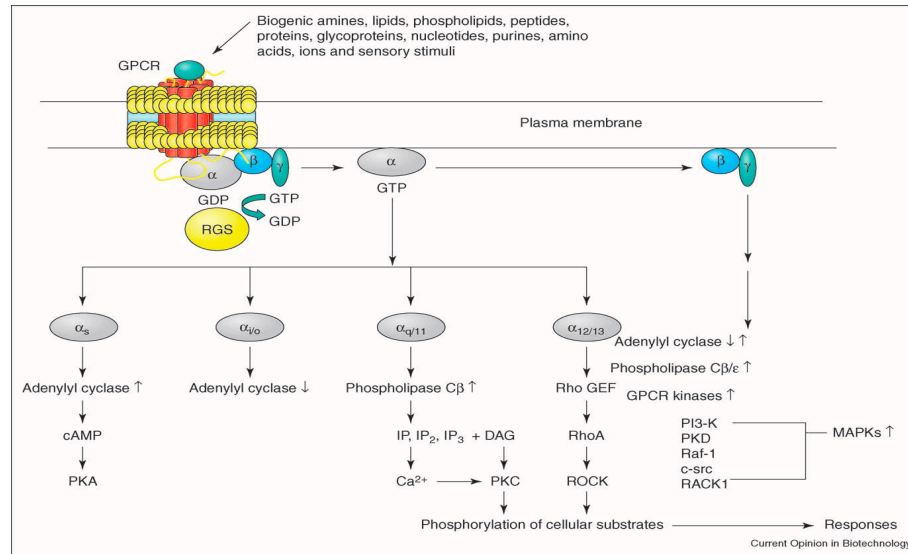 Biogenic amines, lipids, phospholipids, peptides,
proteins, glycoproteins, nucleotides, purines, amino
acids, ions and sensory stimuli
GPCR
Plasma membrane
α
β
γ
α
β
γ
GDP
GTP
GDP
GTP
RGS
αs
αi/o
αq/11
α12/13
Adenylyl cyclase ↓ ↑
Phospholipase Cβ/ε ↑
GPCR kinases ↑
Adenylyl cyclase ↑
Adenylyl cyclase ↓
Phospholipase Cβ ↑
Rho GEF
PI3-K
PKD
Raf-1
c-src
RACK1
MAPKs ↑
cAMP
IP, IP2, IP3 + DAG
RhoA
PKA
Ca2+
PKC
ROCK
Phosphorylation of cellular substrates
Responses
Current Opinion in Biotechnology